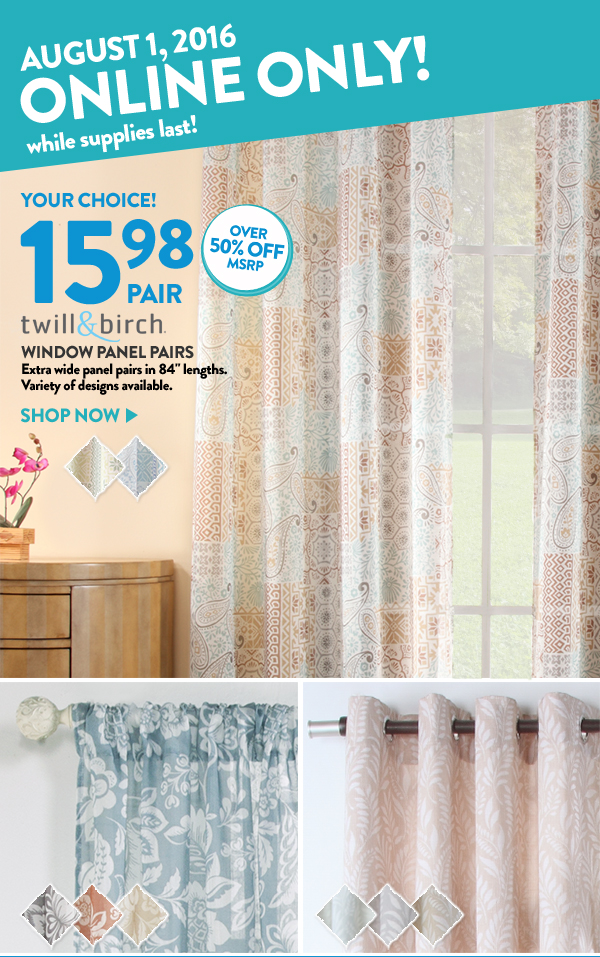 AUGUST 1, 2016
ONLINE ONLY!
while supplies last!
YOUR CHOICE!
15 98
PAIR
OVER
50% OFF
MSRP
twill&birch.
WINDOW PANEL PAIRS
Extra wide panel pairs in 84" lengths.
Variety of designs available.
SHOP NOW ▶